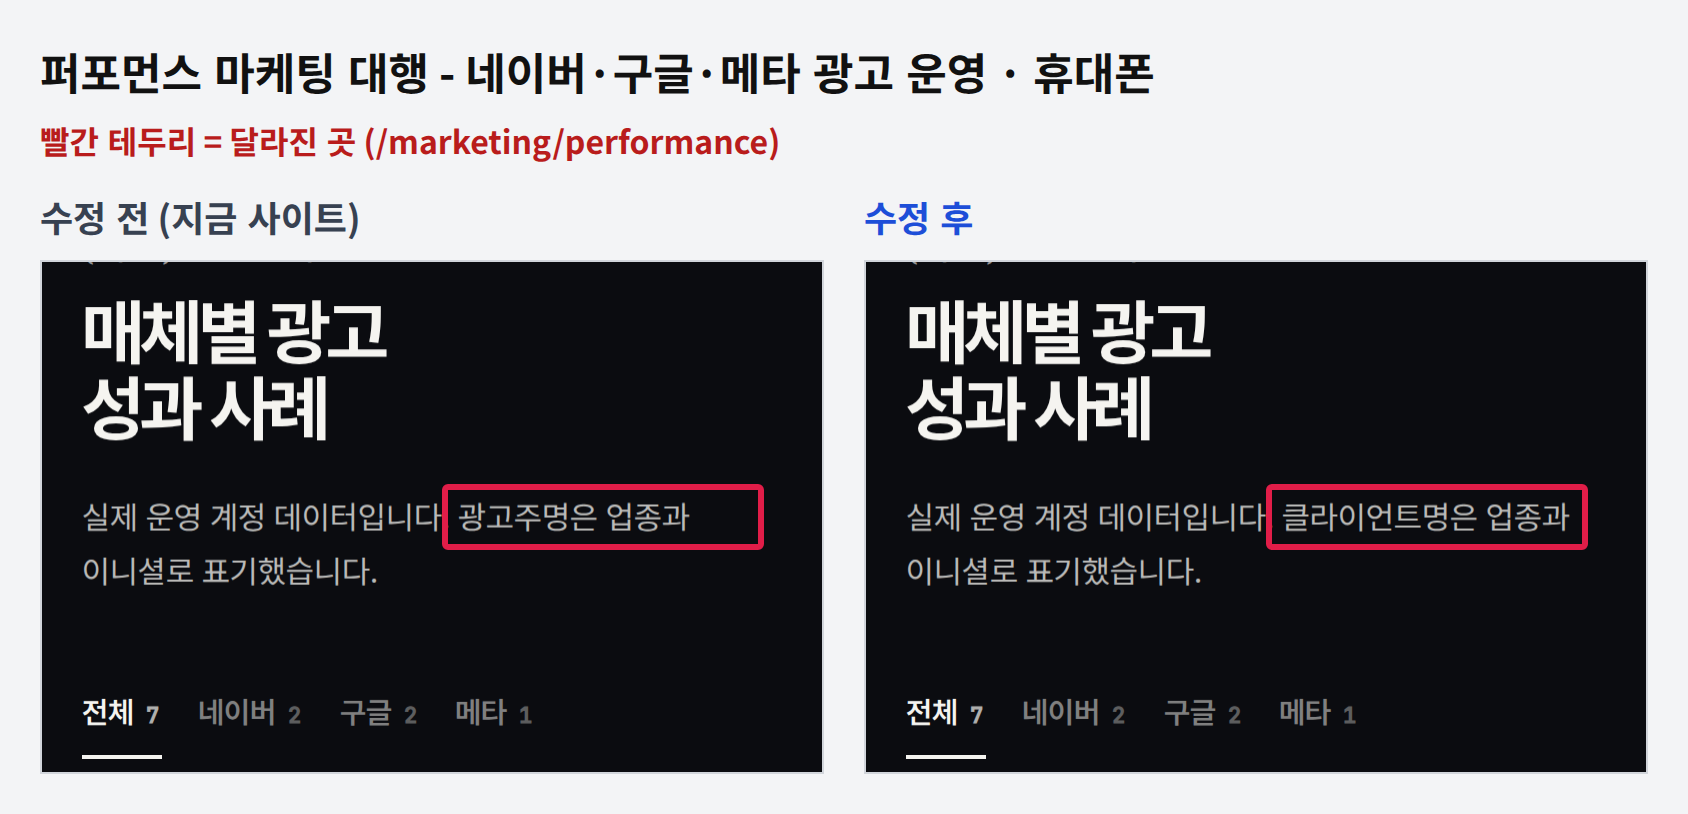 퍼포먼스 마케팅 대행 - 네이버·구글·메타 광고 운영 · 휴대폰
빨간 테두리 = 달라진 곳 (/marketing/performance)
수정 전 (지금 사이트)
매체별 광고
성과 사례
실제 운영 계정 데이터입니다 광고주명은 업종과
이니셜로 표기했습니다.
전체 7 네이버 2 구글 2 메타 1
수정 후
매체별 광고
성과 사례
실제 운영 계정 데이터입니다 클라이언트명은 업종과
이니셜로 표기했습니다.
전체 7 네이버 2 구글 2 메타 1